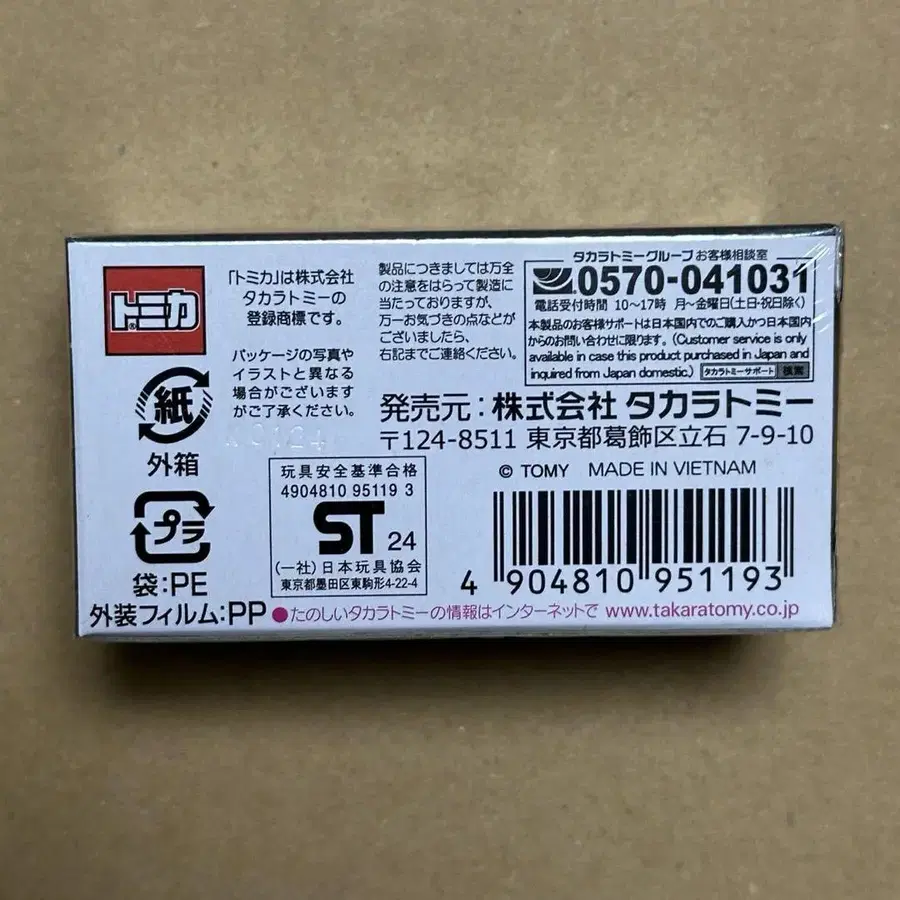 トミカ®
「トミカ」は株式会社
タカラトミーの
登録商標です。
パッケージの写真や
イラストと異なる
場合がございます
がご了承ください。
製品につきましては万全
の注意をはらって製造に
当たっておりますが、
万一お気づきの点などが
ございましたら、
右記までご連絡ください。
タカラトミーグループ お客様相談室
0570-041031
電話受付時間 10〜17時 月〜金曜日(土日・祝日除く)
本製品のお客様サポートは日本国内でのご購入かつ日本国内
からのお問い合わせに限ります。(Customer service is only
available in case this product purchased in Japan and
inquired from Japan domestic.) タカラトミーサポート 検索
発売元:株式会社 タカラトミー
〒124-8511 東京都葛飾区立石 7-9-10
© TOMY MADE IN VIETNAM
紙
外箱
プラ
袋:PE
外装フィルム:PP
玩具安全基準合格
4904810 95119 3
ST 24
(一社)日本玩具協会
東京都墨田区東駒形4-22-4
4 904810 951193
●たのしいタカラトミーの情報はインターネットで www.takaratomy.co.jp